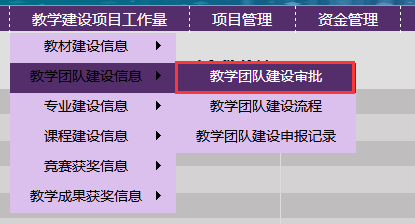 教学建设项目工作量 项目管理 资金管理
教材建设信息
教学团队建设信息 教学团队建设审批
专业建设信息 教学团队建设流程
课程建设信息 教学团队建设申报记录
竞赛获奖信息
教学成果获奖信息